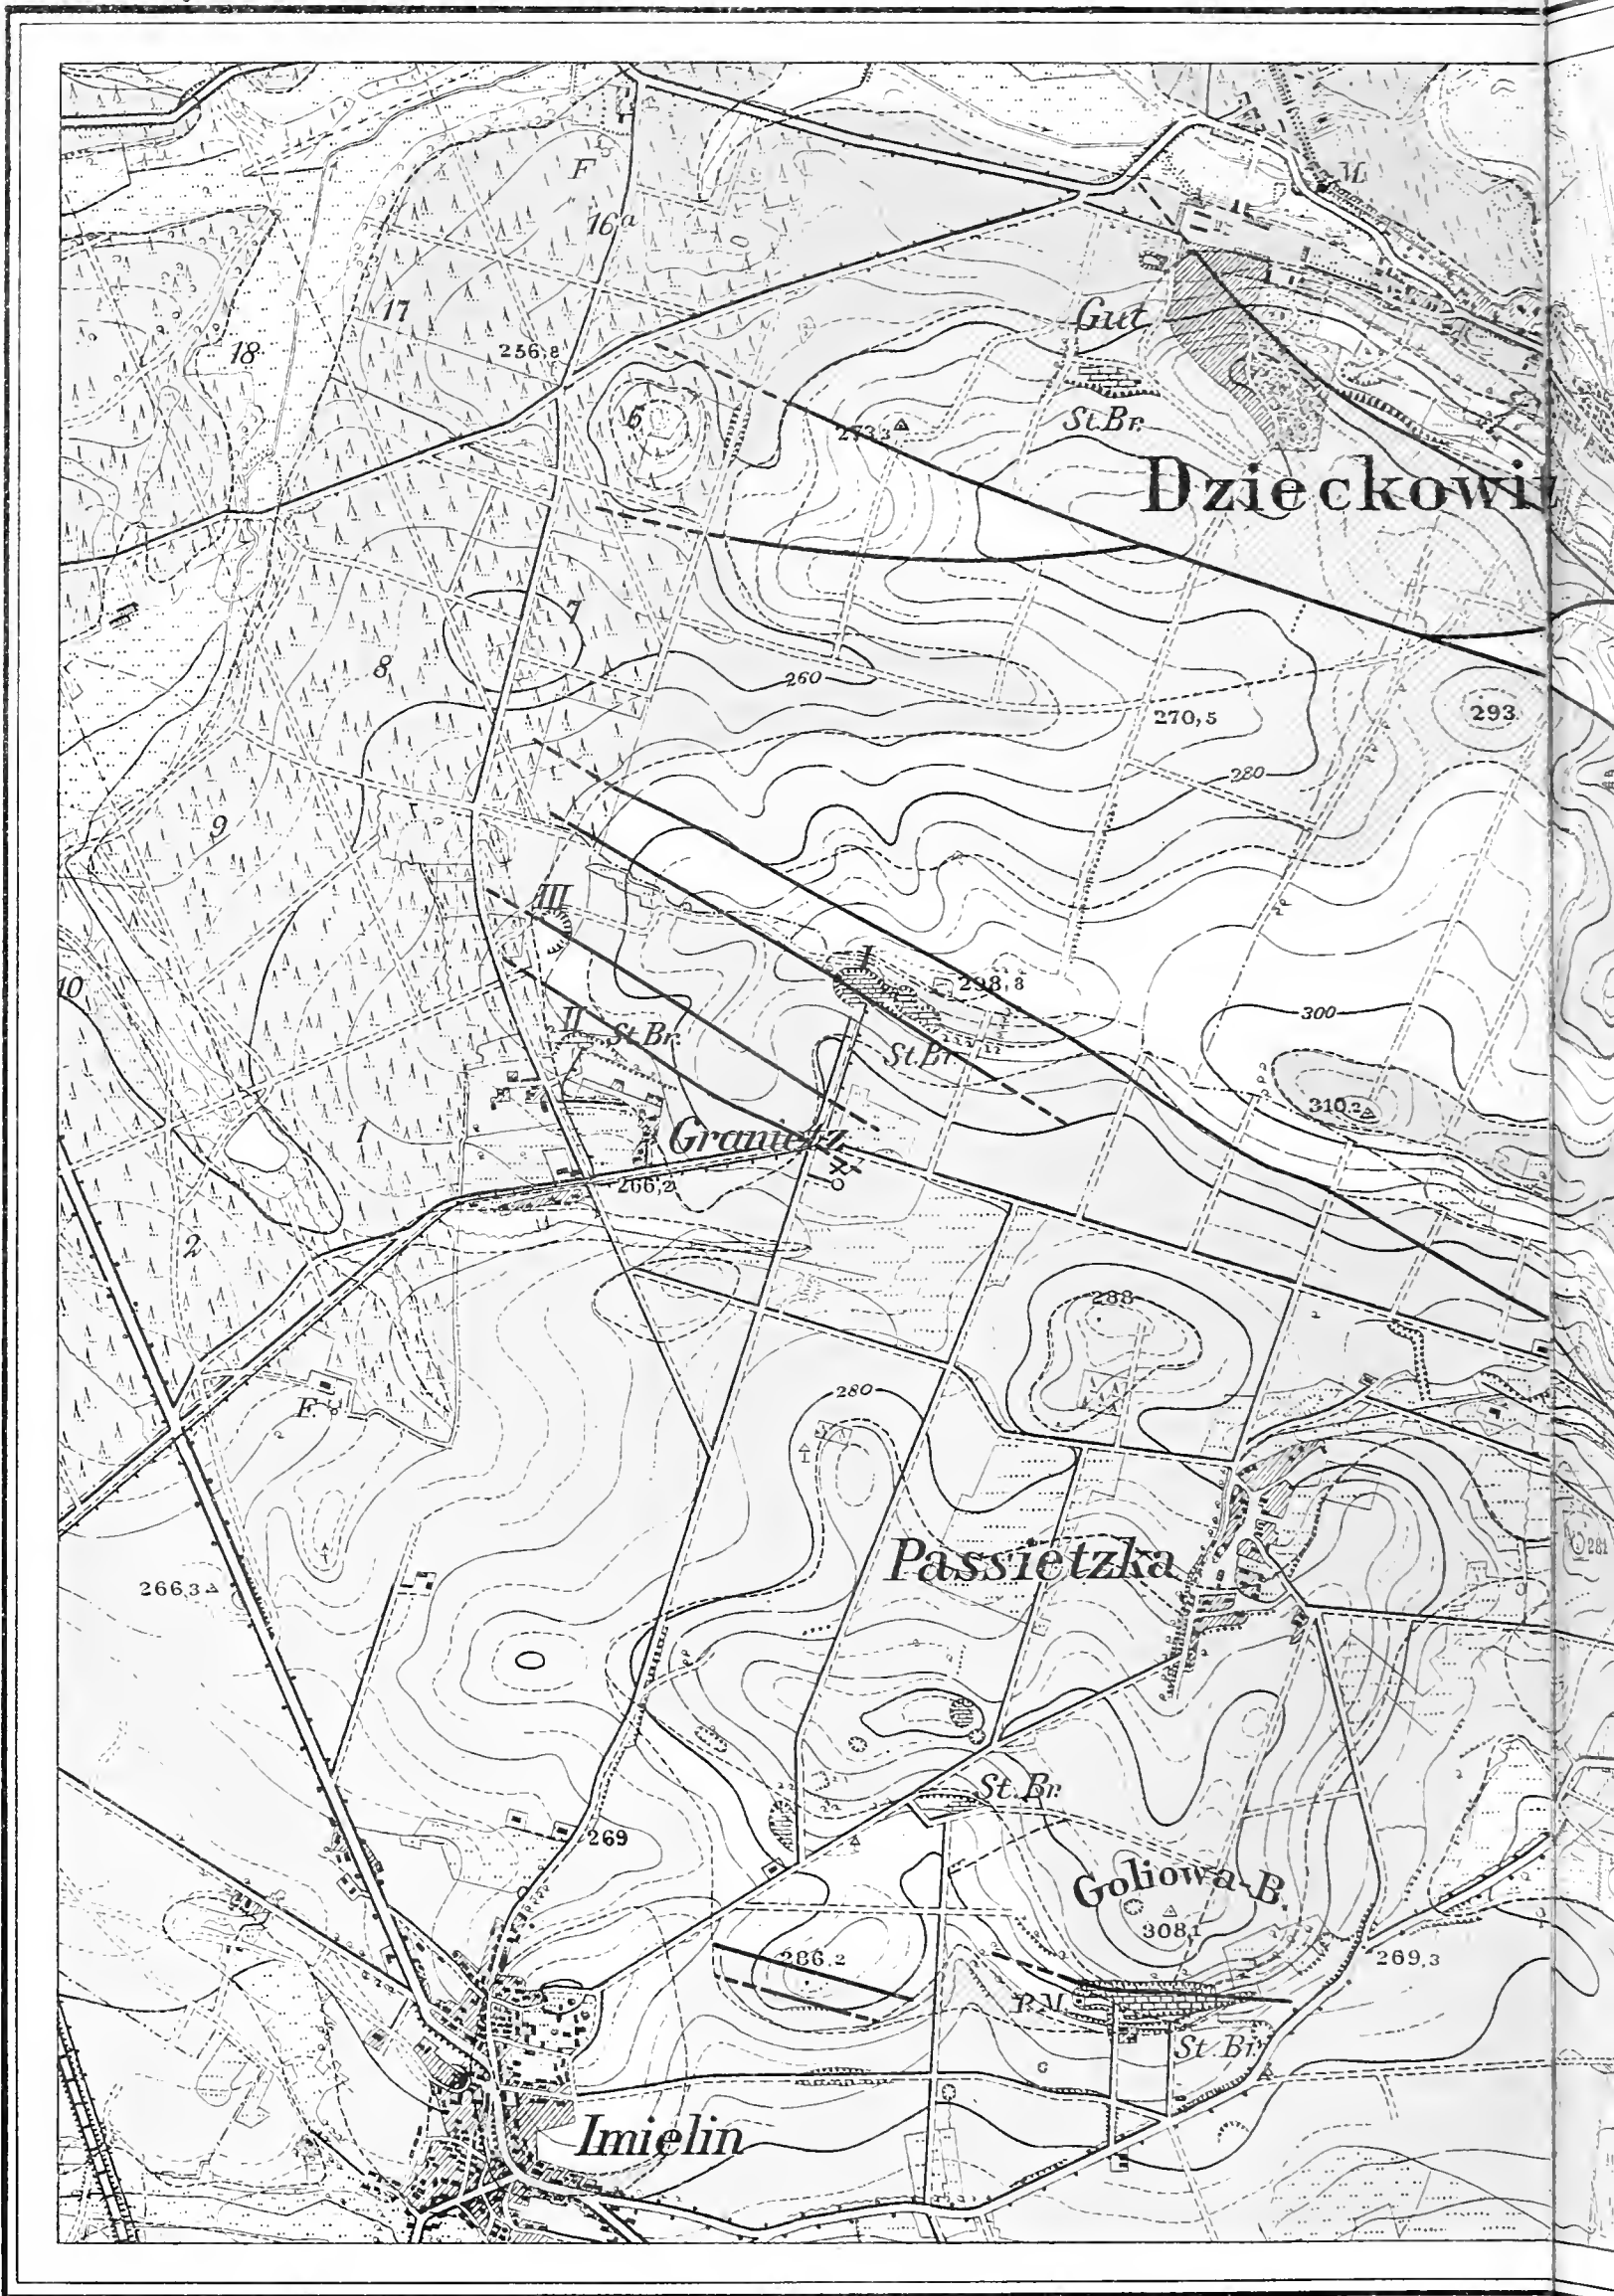 F
M.
16a
17
18
256,8
Gut
6
273,3
St.Br.
Dzieckowit
7
8
260
270,5
293
280
9
III
I
298,8
10
300
II
St.Br.
St.Br.
310,2
1
Granietz
266,2
2
288
280
F.
Passietzka
281
266,3
St.Br.
269
Goliowa-B.
308,1
286,2
269,3
P.M.
St.Br.
Imielin